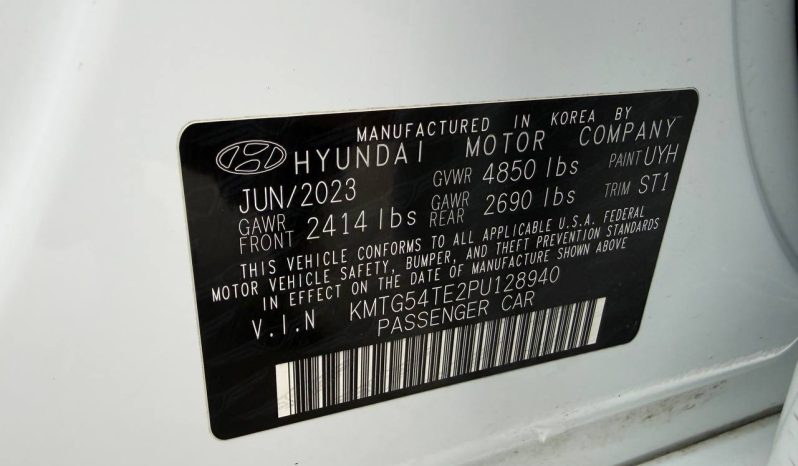 MANUFACTURED IN KOREA BY
HYUNDAI MOTOR COMPANY
JUN/2023 GVWR 4850 lbs PAINT UYH
GAWR FRONT 2414 lbs GAWR REAR 2690 lbs TRIM ST1
THIS VEHICLE CONFORMS TO ALL APPLICABLE U.S.A. FEDERAL
MOTOR VEHICLE SAFETY, BUMPER, AND THEFT PREVENTION STANDARDS
IN EFFECT ON THE DATE OF MANUFACTURE SHOWN ABOVE
V.I.N KMTG54TE2PU128940
PASSENGER CAR